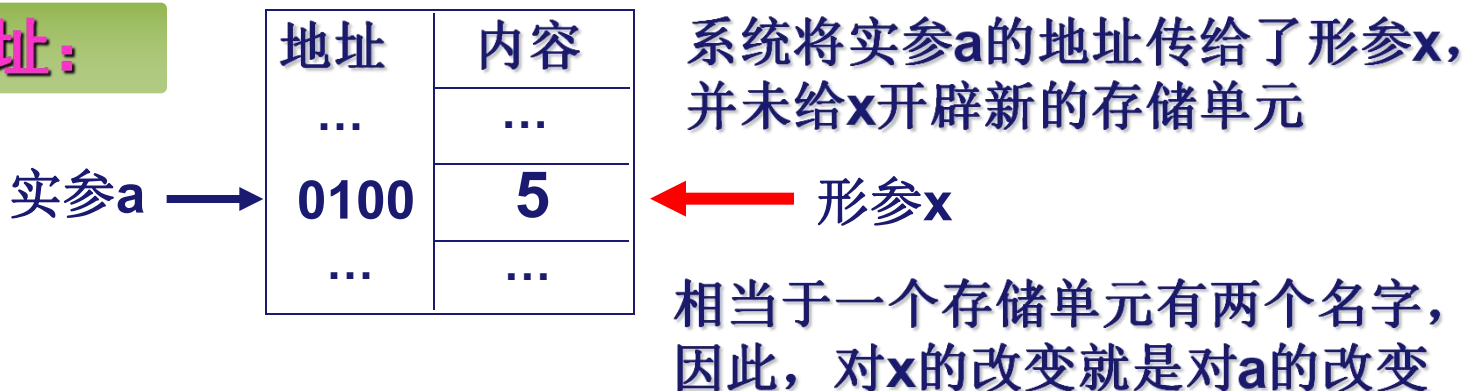 址：
地址 内容
… …
实参a 0100 5 形参x
… …
系统将实参a的地址传给了形参x，
并未给x开辟新的存储单元
相当于一个存储单元有两个名字，
因此，对x的改变就是对a的改变